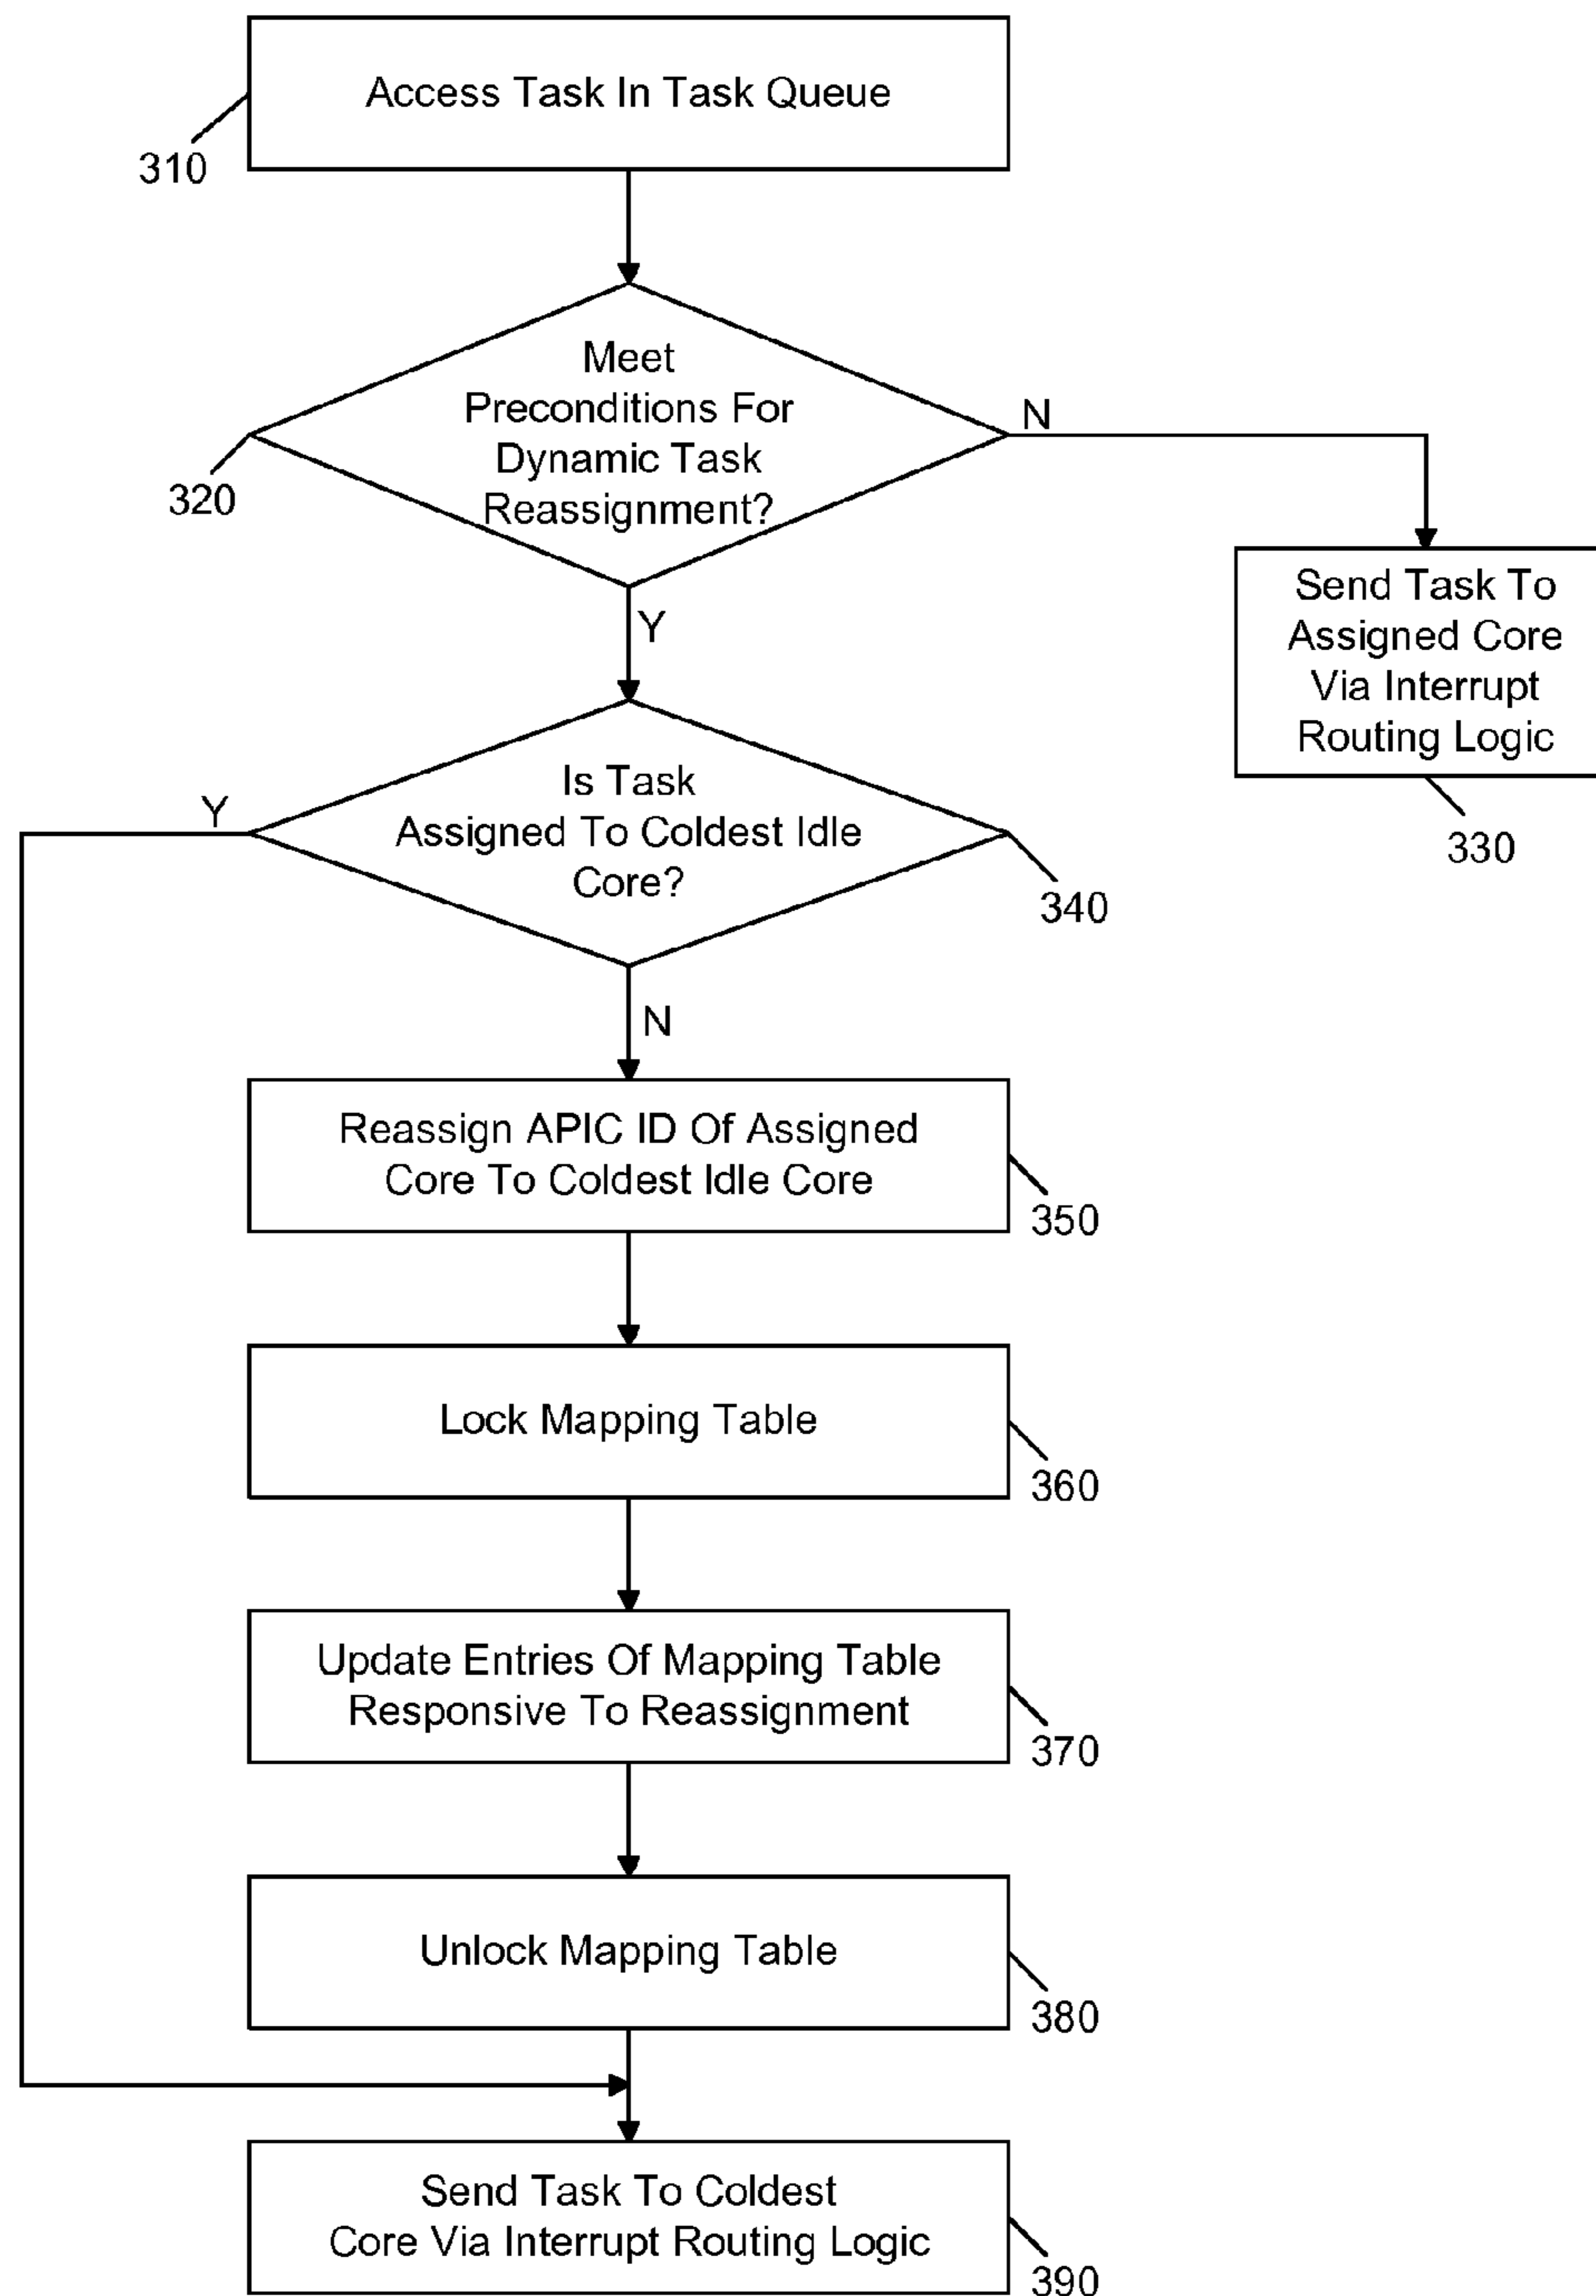 Access Task In Task Queue
310
Meet
Preconditions For
Dynamic Task
Reassignment?
320
N
Y
Send Task To
Assigned Core
Via Interrupt
Routing Logic
330
Is Task
Assigned To Coldest Idle
Core?
340
Y
N
Reassign APIC ID Of Assigned
Core To Coldest Idle Core
350
Lock Mapping Table
360
Update Entries Of Mapping Table
Responsive To Reassignment
370
Unlock Mapping Table
380
Send Task To Coldest
Core Via Interrupt Routing Logic
390